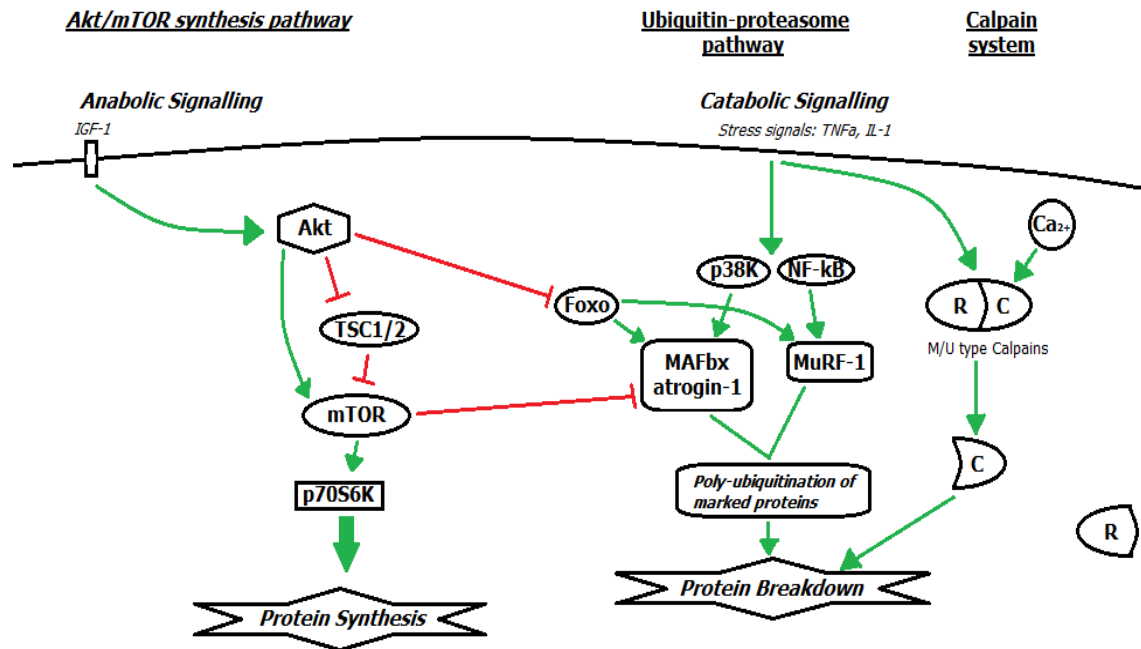 Akt/mTOR synthesis pathway
Ubiquitin-proteasome
pathway
Calpain
system
Anabolic Signalling
IGF-1
Catabolic Signalling
Stress signals: TNFa, IL-1
Akt
Ca2+
p38K
NF-kB
Foxo
R
C
TSC1/2
M/U type Calpains
MAFbx
atrogin-1
MuRF-1
mTOR
C
p70S6K
Poly-ubiquitination of
marked proteins
R
Protein Breakdown
Protein Synthesis